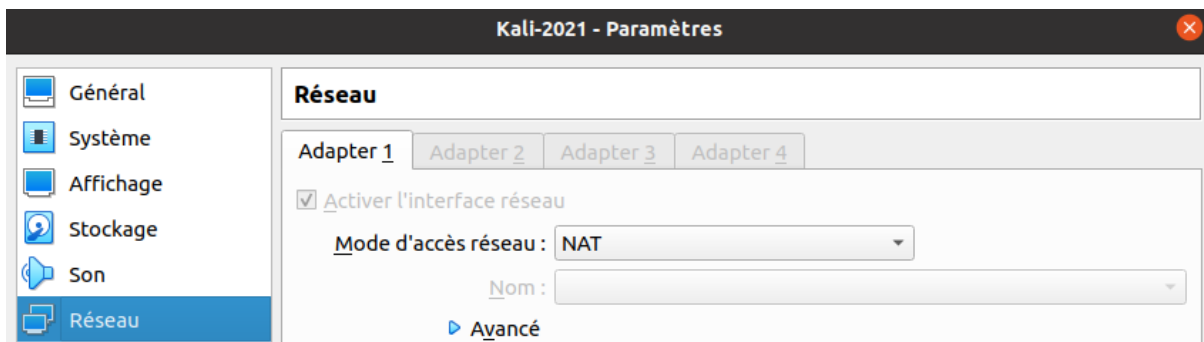 Kali-2021 - Paramètres
Général
Système
Affichage
Stockage
Son
Réseau
Réseau
Adapter 1 Adapter 2 Adapter 3 Adapter 4
Activer l'interface réseau
Mode d'accès réseau : NAT
Nom :
Avancé